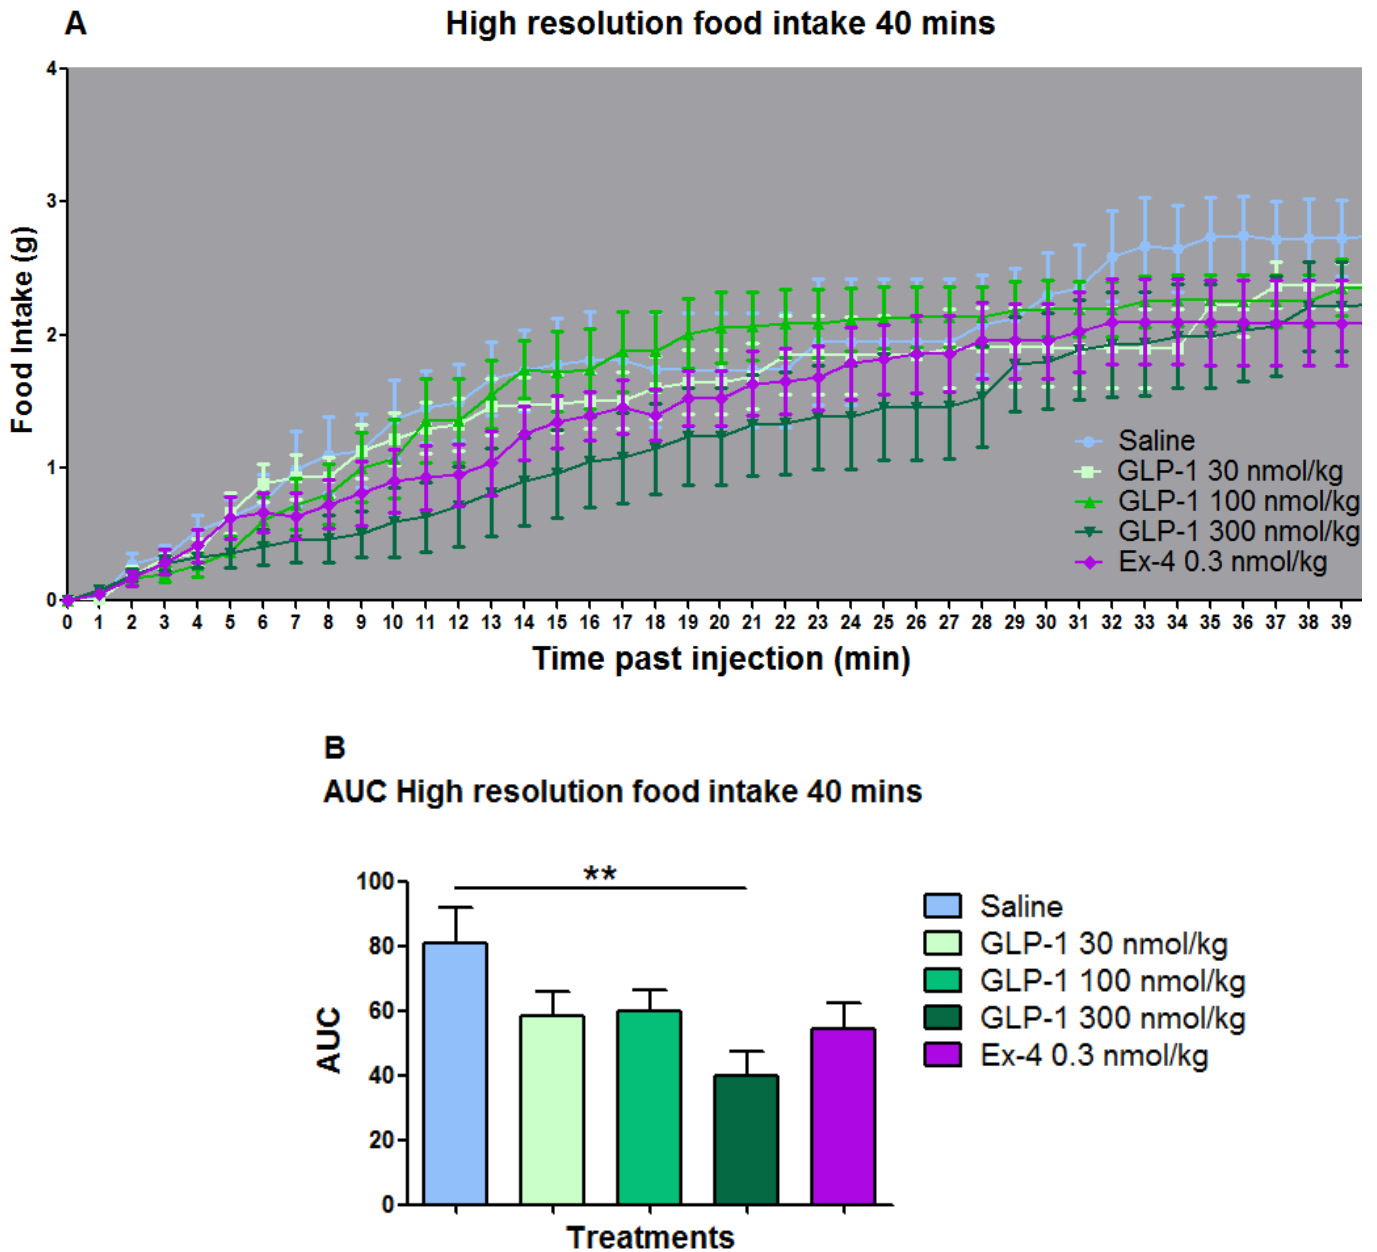 A
High resolution food intake 40 mins
4
3
2
1
0
Food Intake (g)
Saline
GLP-1 30 nmol/kg
GLP-1 100 nmol/kg
GLP-1 300 nmol/kg
Ex-4 0.3 nmol/kg
0 1 2 3 4 5 6 7 8 9 10 11 12 13 14 15 16 17 18 19 20 21 22 23 24 25 26 27 28 29 30 31 32 33 34 35 36 37 38 39
Time past injection (min)
B
AUC High resolution food intake 40 mins
100
80
60
40
20
0
AUC
**
Treatments
Saline
GLP-1 30 nmol/kg
GLP-1 100 nmol/kg
GLP-1 300 nmol/kg
Ex-4 0.3 nmol/kg